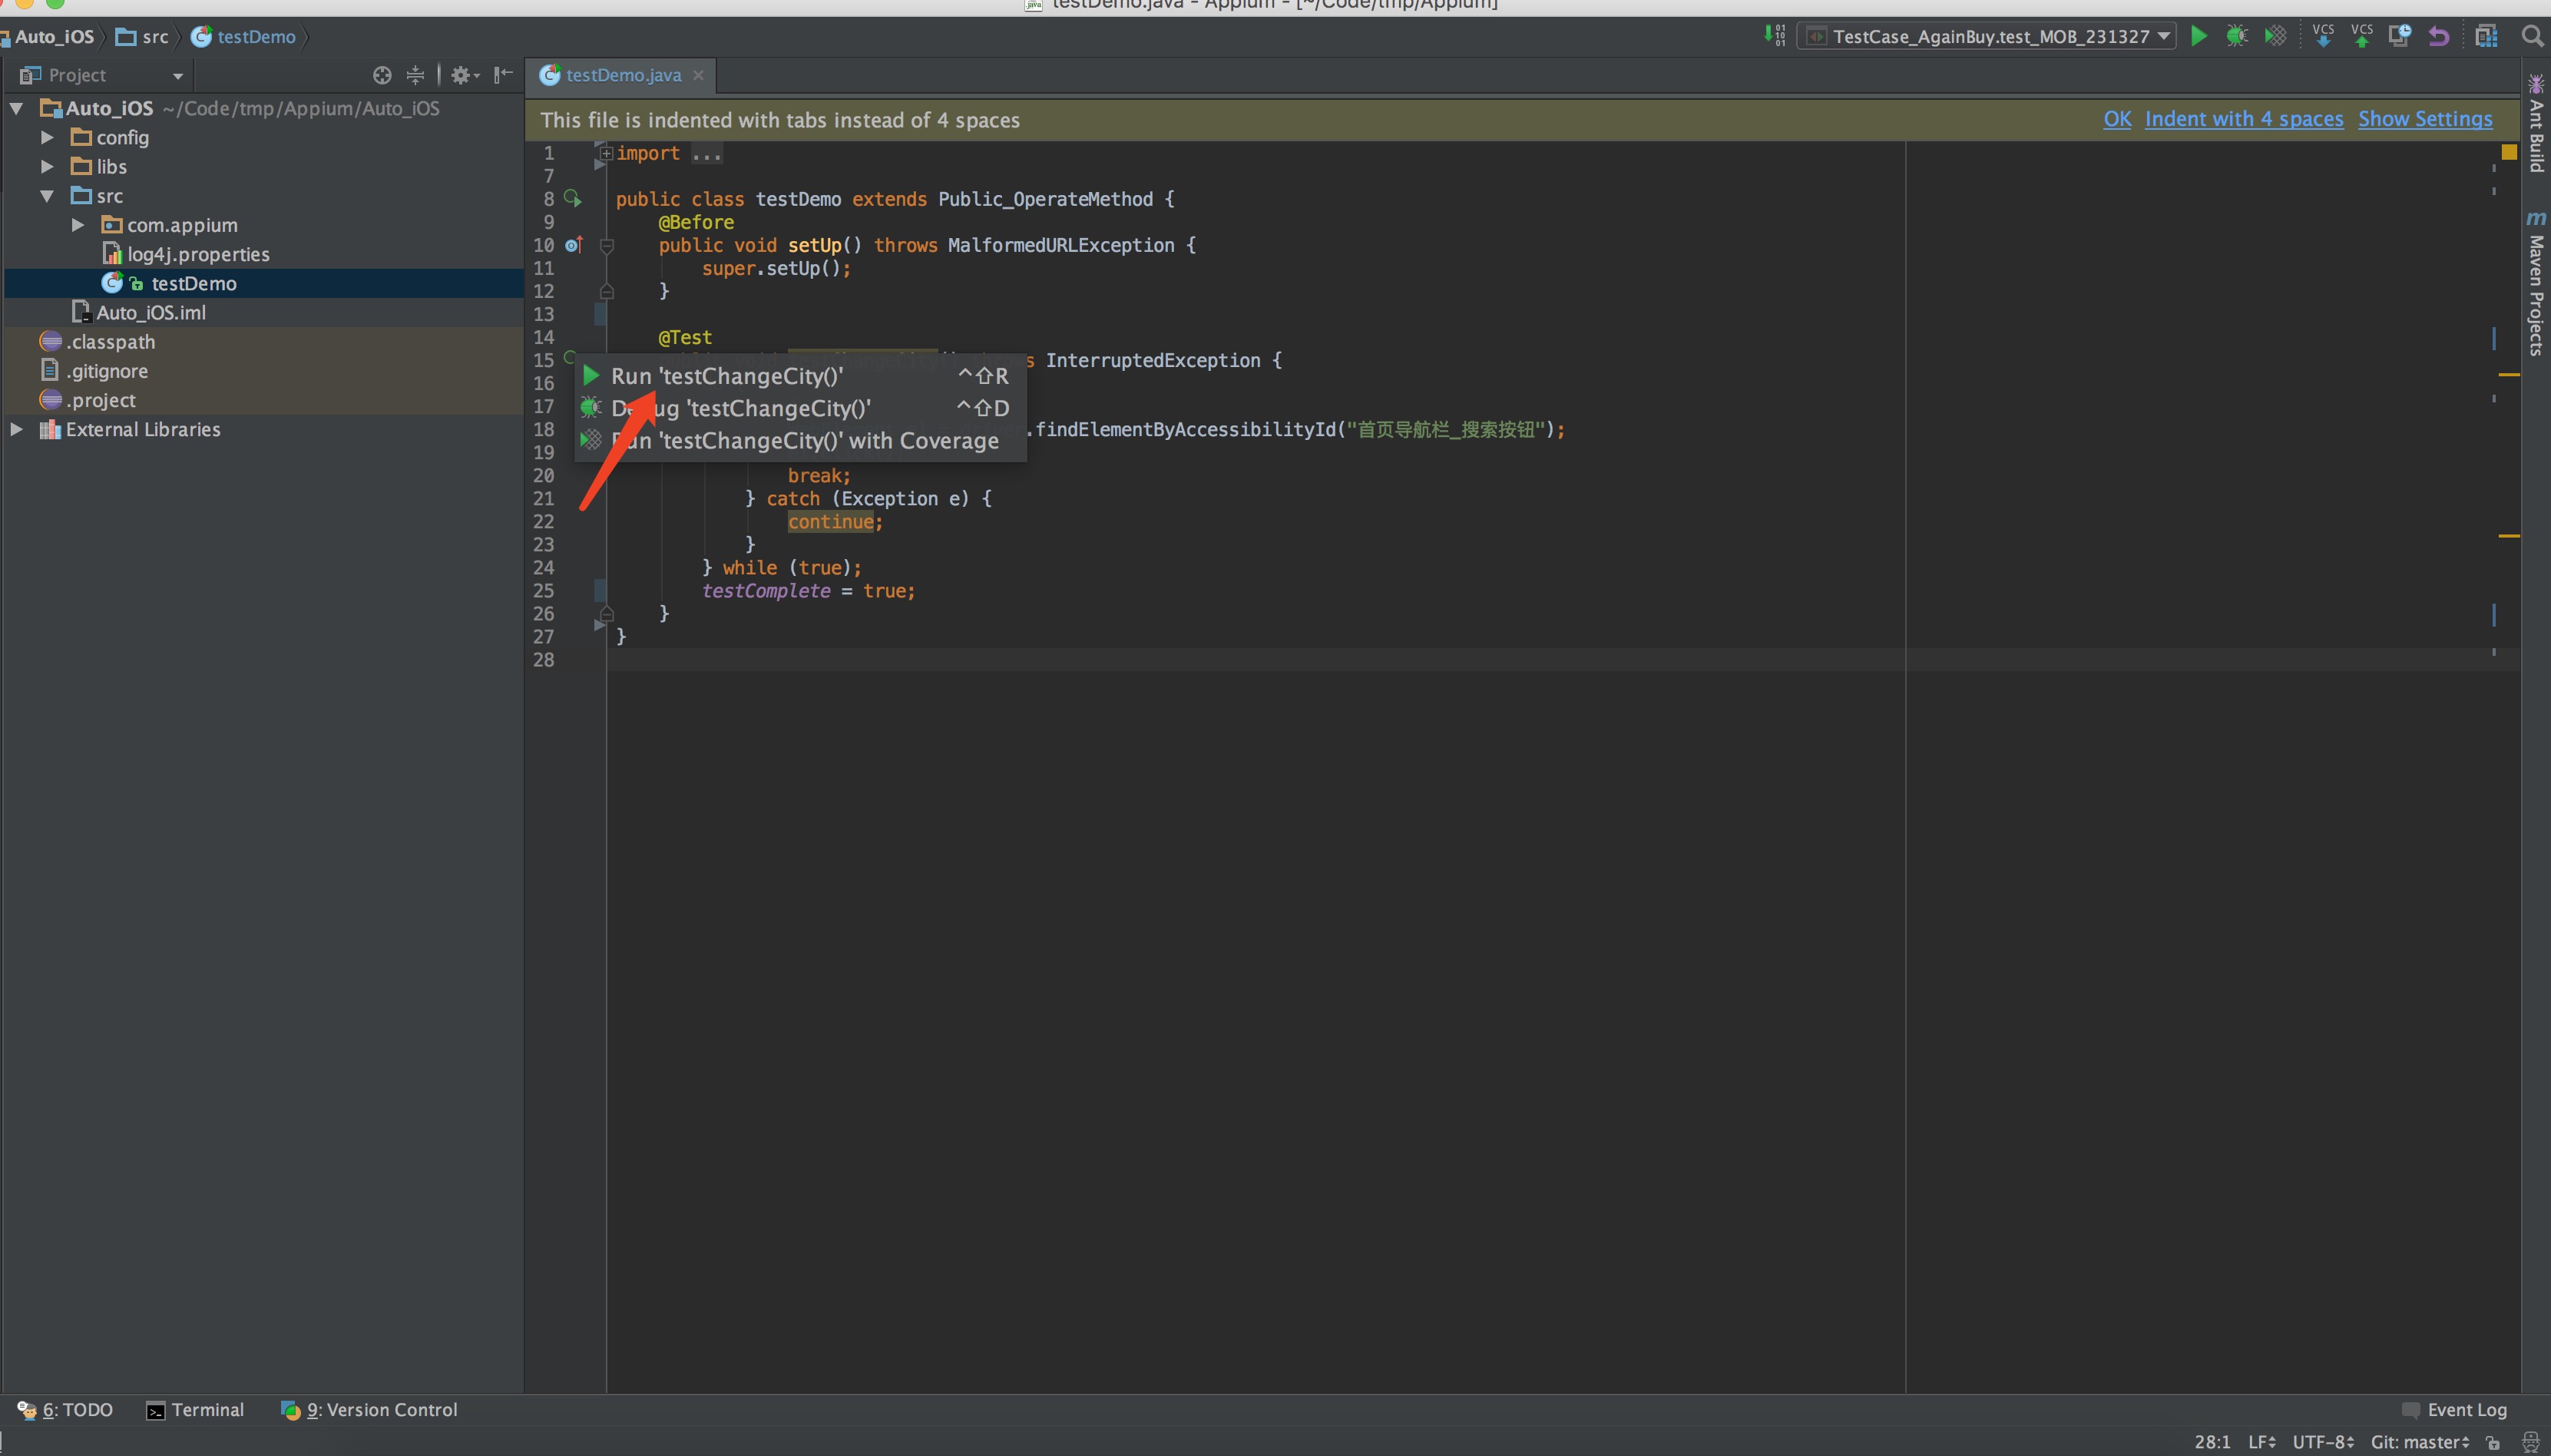 testDemo.java - Appium - [~/Code/tmp/Appium]
Auto_iOS src testDemo
TestCase_AgainBuy.test_MOB_231327 VCS VCS
Project
testDemo.java
Auto_iOS ~/Code/tmp/Appium/Auto_iOS
config
libs
src
com.appium
log4j.properties
testDemo
Auto_iOS.iml
.classpath
.gitignore
.project
External Libraries
This file is indented with tabs instead of 4 spaces OK Indent with 4 spaces Show Settings
1 import ...
7
8 public class testDemo extends Public_OperateMethod {
9 @Before
10 public void setUp() throws MalformedURLException {
11 super.setUp();
12 }
13
14 @Test
15 InterruptedException {
16
17
18 .findElementByAccessibilityId("首页导航栏_搜索按钮");
19
20 break;
21 } catch (Exception e) {
22 continue;
23 }
24 } while (true);
25 testComplete = true;
26 }
27 }
28
Run 'testChangeCity()' ^⇧R
Debug 'testChangeCity()' ^⇧D
Run 'testChangeCity()' with Coverage
Ant Build
m Maven Projects
6: TODO Terminal 9: Version Control Event Log
28:1 LF UTF-8 Git: master